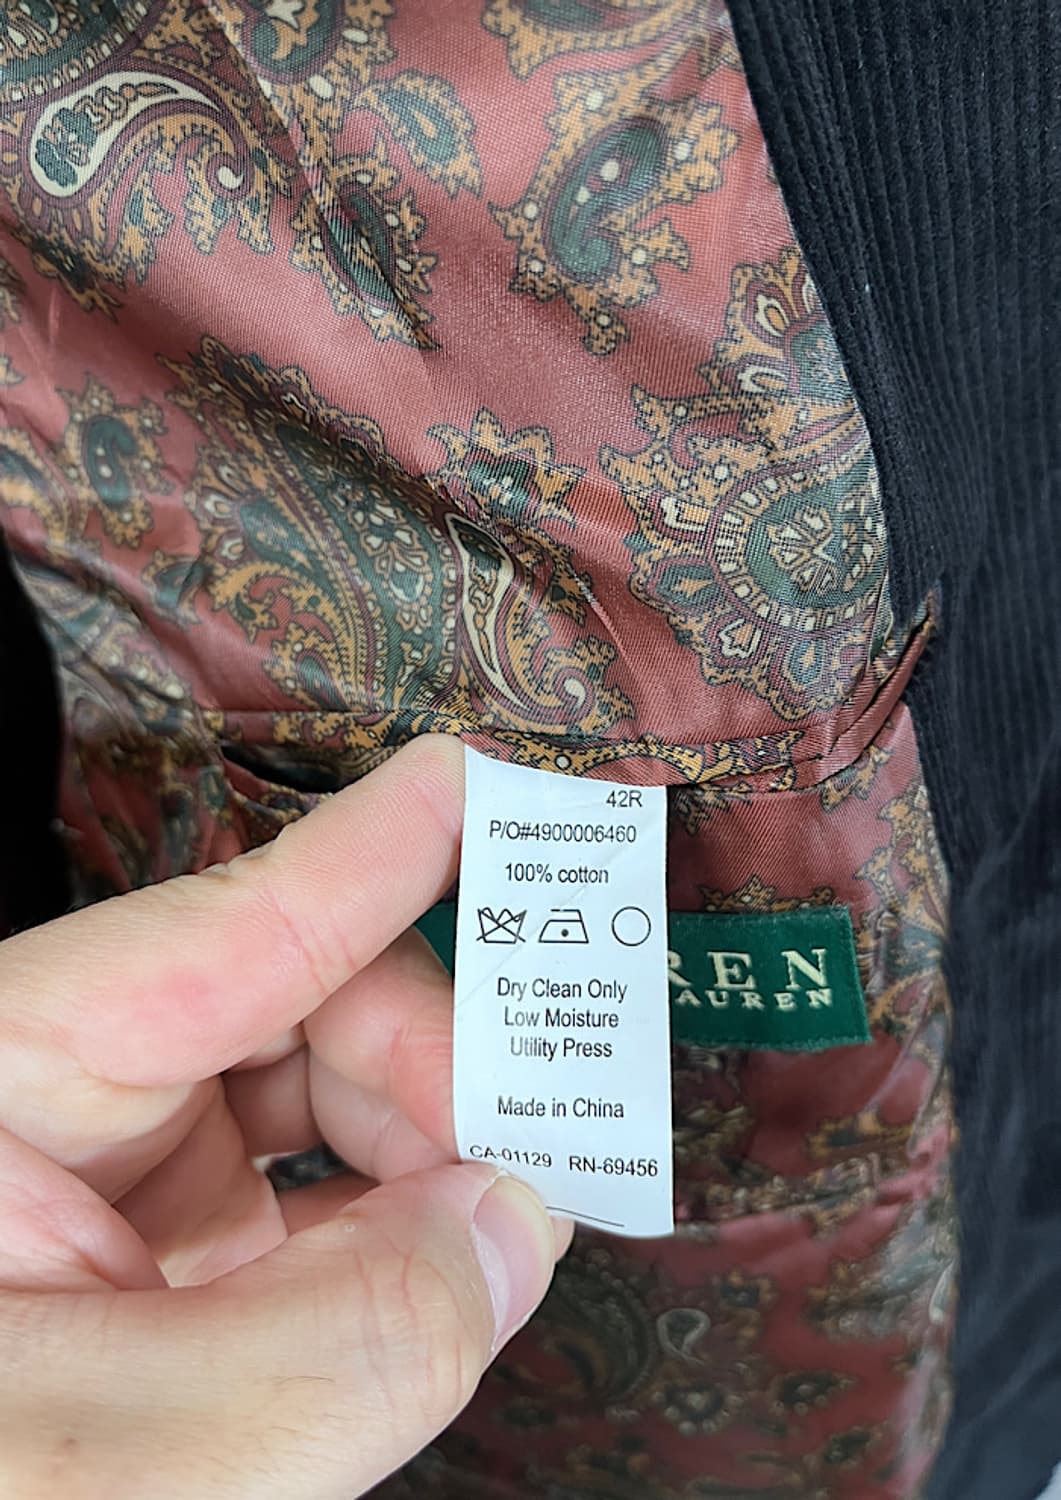 42R
P/O#4900006460
100% cotton
Dry Clean Only
Low Moisture
Utility Press
Made in China
CA-01129 RN-69456
REN
AUREN